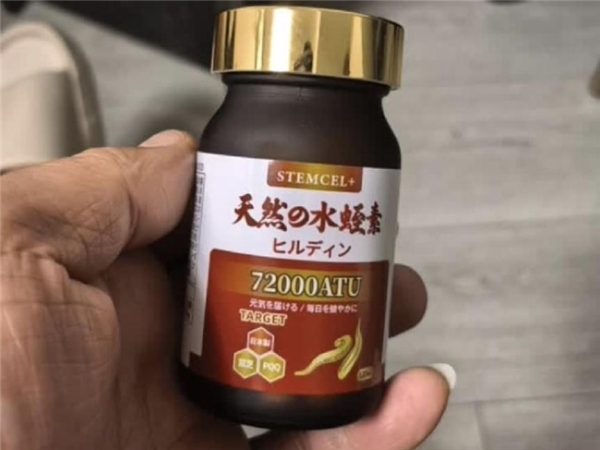 STEMCEL+
天然の水蛭素
ヒルディン
72000ATU
元気を届ける / 毎日を健やかに
TARGET
日本製
PQQ